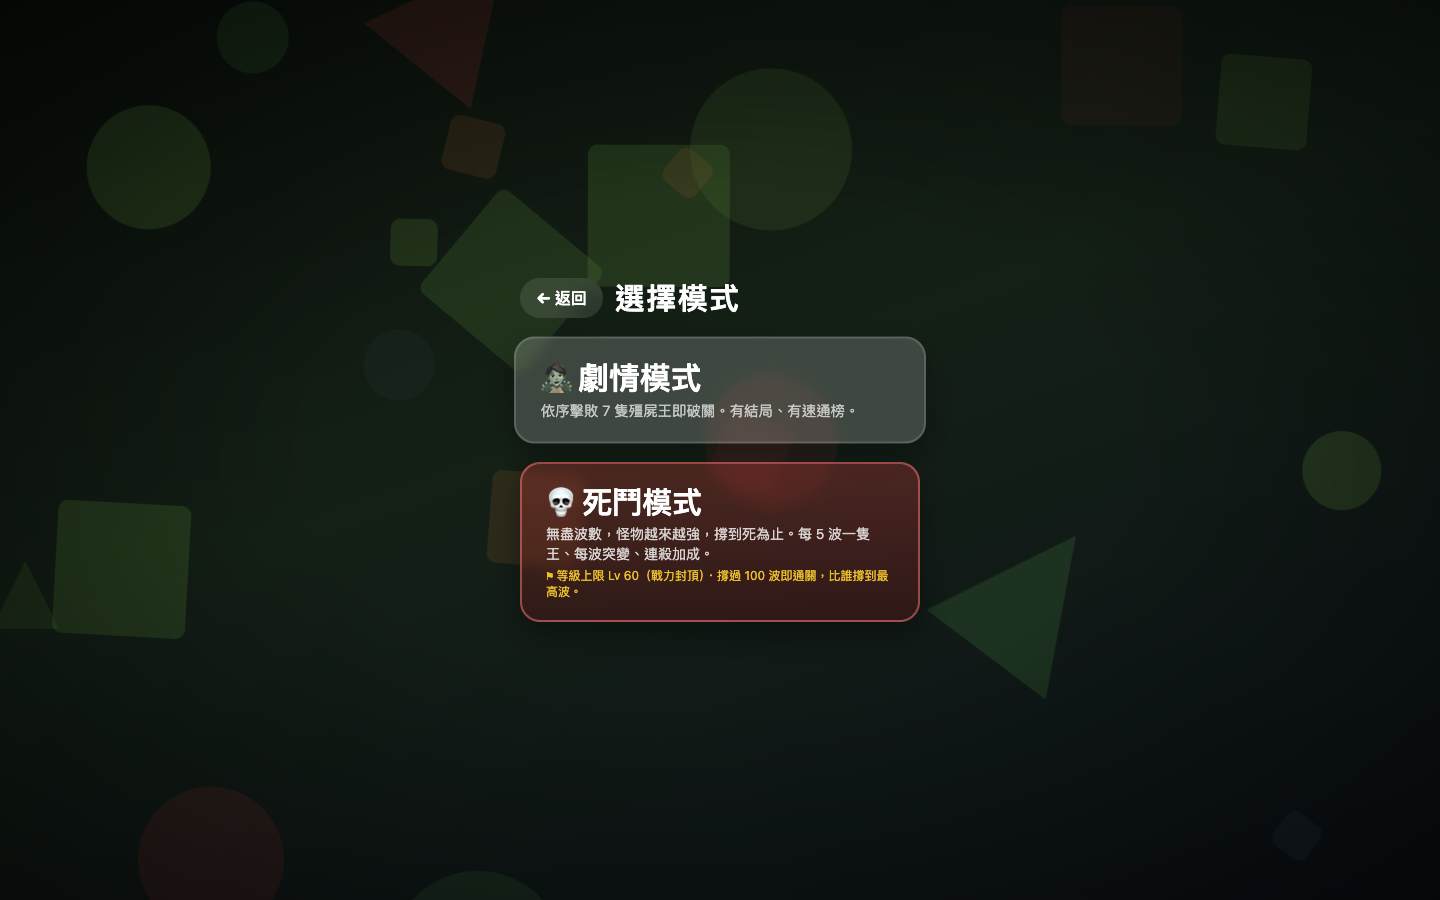 ← 返回
選擇模式
🧟 劇情模式
依序擊敗 7 隻殭屍王即破關。有結局、有速通榜。
💀 死鬥模式
無盡波數，怪物越來越強，撐到死為止。每 5 波一隻
王、每波突變、連殺加成。
⚑ 等級上限 Lv 60（戰力封頂）· 撐過 100 波即通關，比誰撐到最
高波。